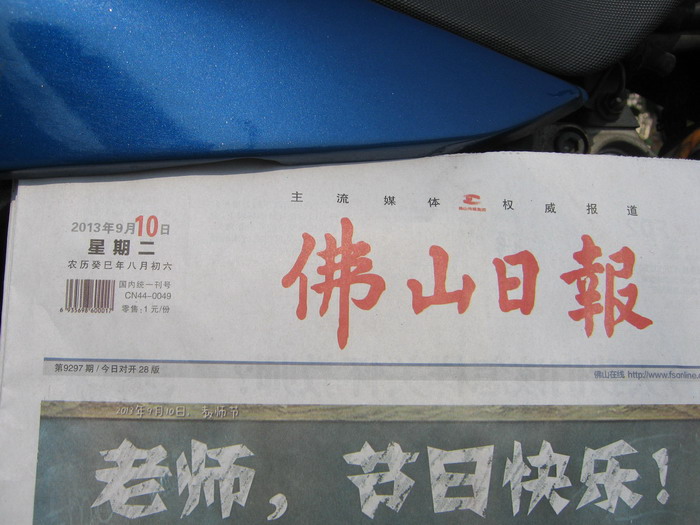 主流媒体 权威报道
2013年9月10日
星期二
农历癸巳年八月初六
国内统一刊号
CN44-0049
零售:1元/份
佛山日報
第9297期/今日对开28版
佛山在线 http://www.fsonline.
2013年9月10日、教师节
老师，节日快乐！